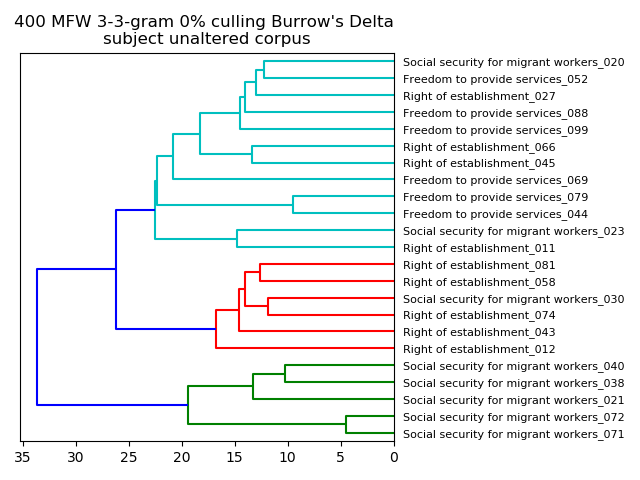 400 MFW 3-3-gram 0% culling Burrow's Delta
subject unaltered corpus
Social security for migrant workers_020
Freedom to provide services_052
Right of establishment_027
Freedom to provide services_088
Freedom to provide services_099
Right of establishment_066
Right of establishment_045
Freedom to provide services_069
Freedom to provide services_079
Freedom to provide services_044
Social security for migrant workers_023
Right of establishment_011
Right of establishment_081
Right of establishment_058
Social security for migrant workers_030
Right of establishment_074
Right of establishment_043
Right of establishment_012
Social security for migrant workers_040
Social security for migrant workers_038
Social security for migrant workers_021
Social security for migrant workers_072
Social security for migrant workers_071
35 30 25 20 15 10 5 0